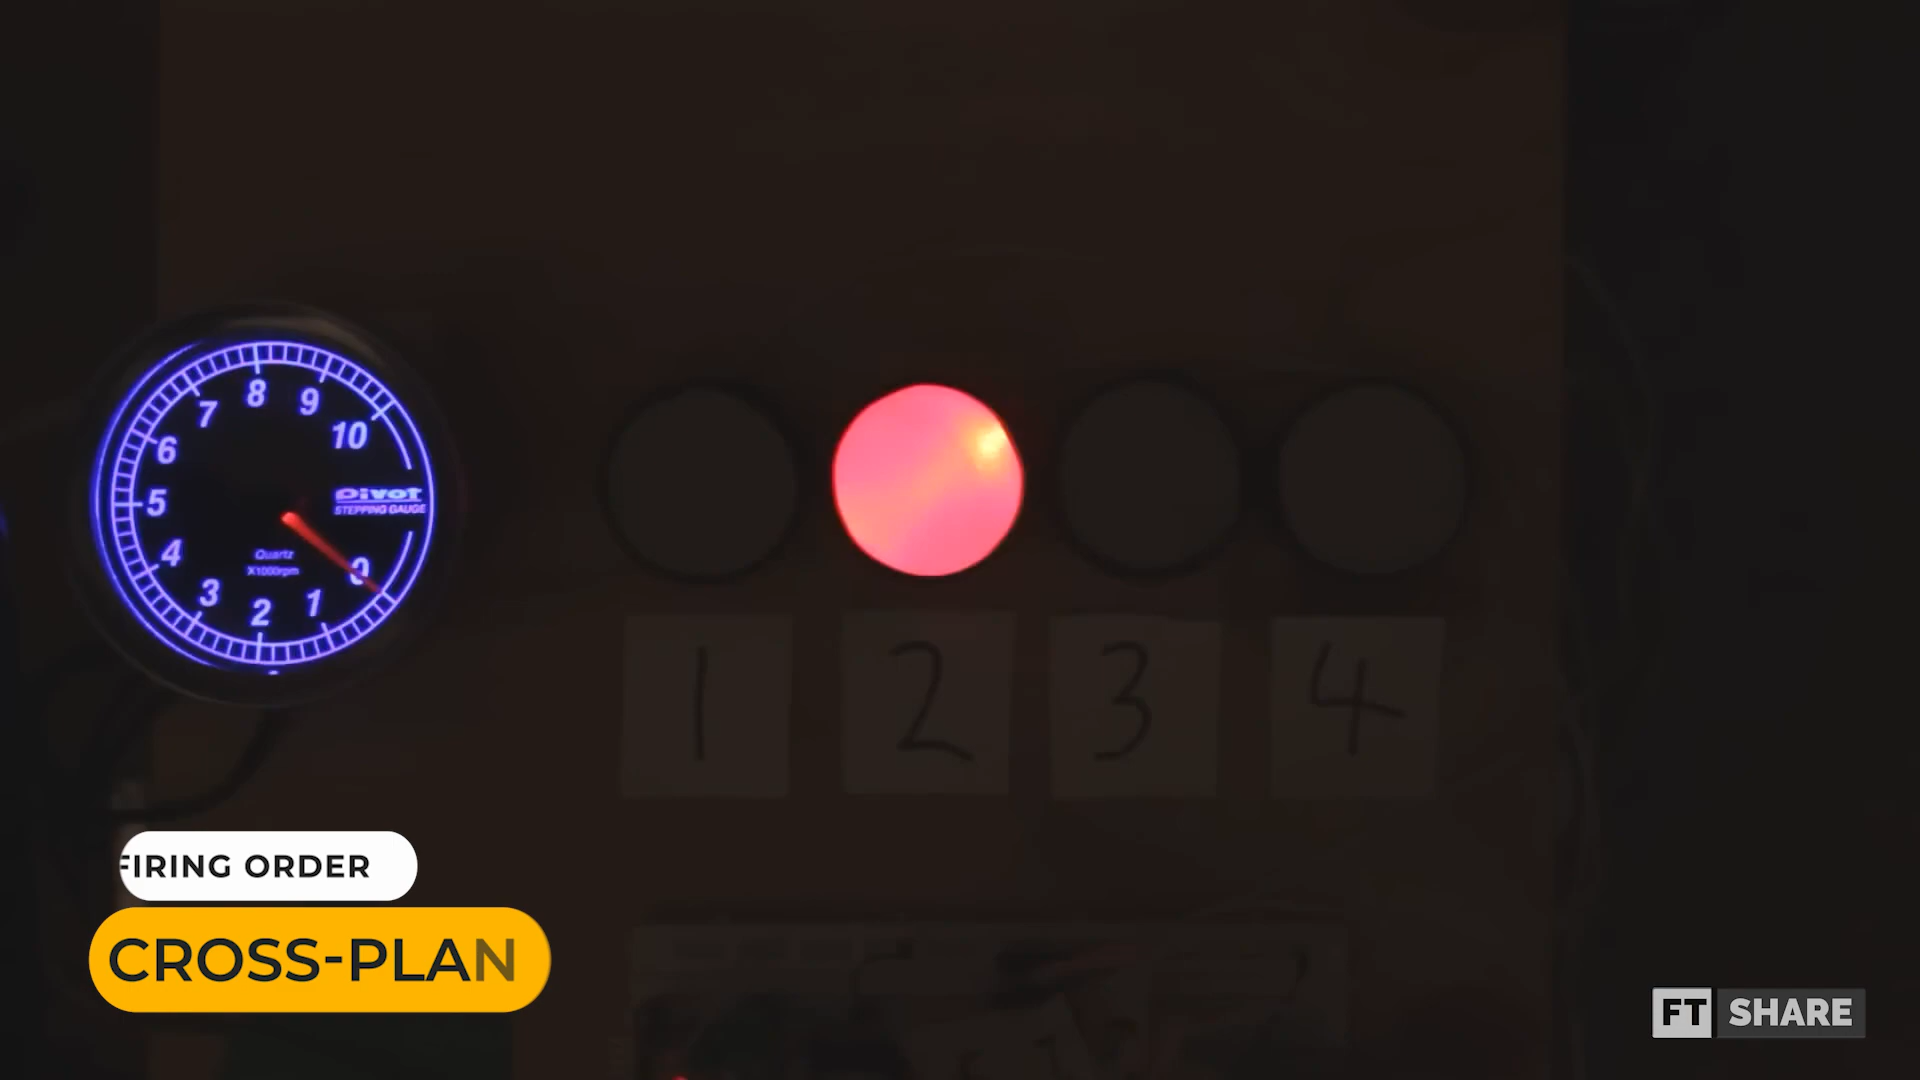 8
7 9
6 10
5 PIVOT
STEPPING GAUGE
4 Quartz 0
X1000rpm
3 2 1
1 2 3 4
FIRING ORDER
CROSS-PLAN
FT SHARE